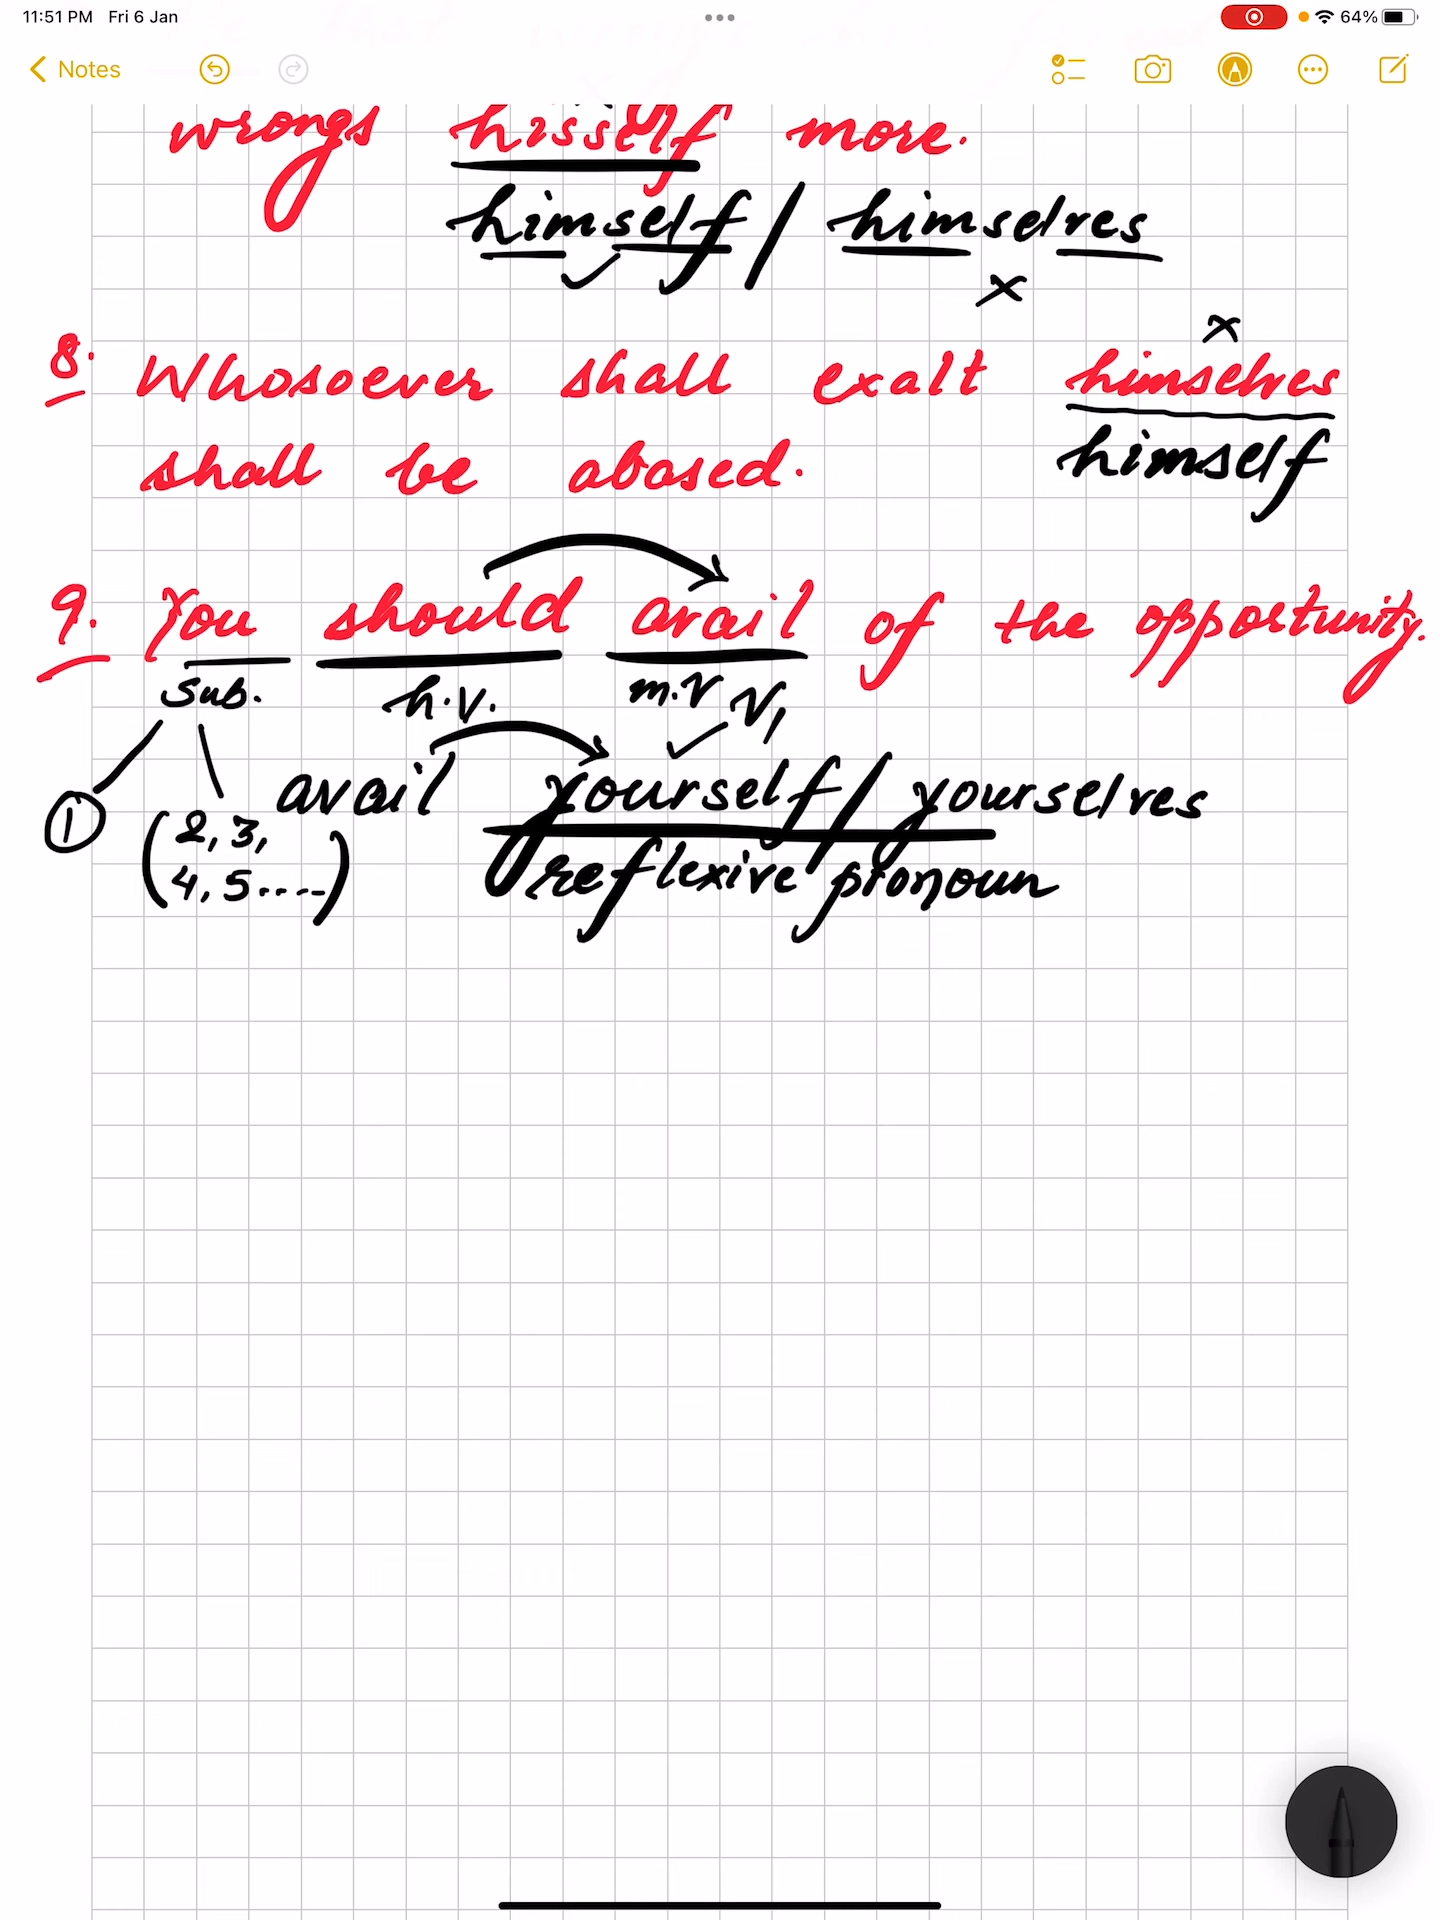 11:51 PM Fri 6 Jan 64%
Notes
wrongs hisself more.
himself / himselves
x
x
8. Whosoever shall exalt himselves
himself
shall be abased.
9. You should avail of the opportunity.
Sub. h.v. m.v V1
1 avail yourself / yourselves
(2, 3,
4, 5....-) reflexive pronoun